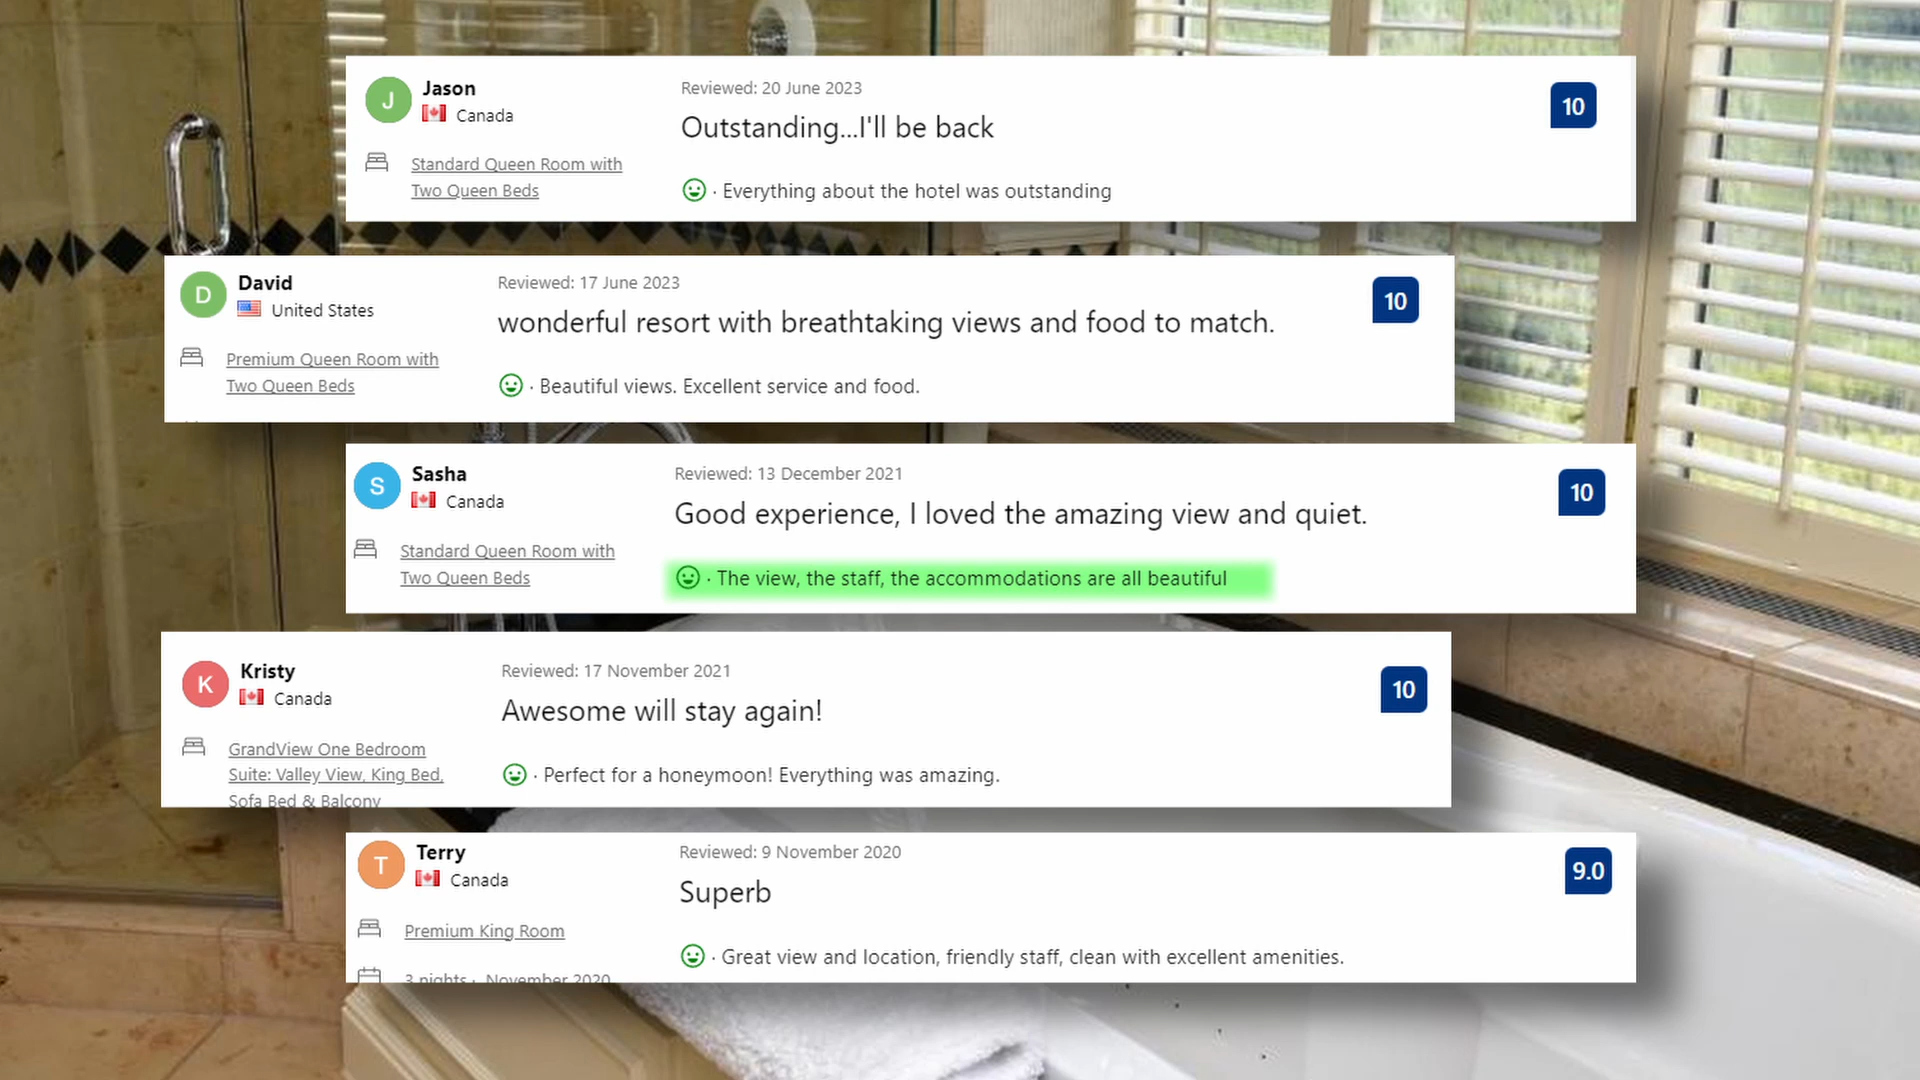 J
Jason
Canada
Standard Queen Room with
Two Queen Beds
Reviewed: 20 June 2023
Outstanding...I'll be back
· Everything about the hotel was outstanding
10
D
David
United States
Premium Queen Room with
Two Queen Beds
Reviewed: 17 June 2023
wonderful resort with breathtaking views and food to match.
· Beautiful views. Excellent service and food.
10
S
Sasha
Canada
Standard Queen Room with
Two Queen Beds
Reviewed: 13 December 2021
Good experience, I loved the amazing view and quiet.
· The view, the staff, the accommodations are all beautiful
10
K
Kristy
Canada
GrandView One Bedroom
Suite: Valley View, King Bed,
Sofa Bed & Balcony
Reviewed: 17 November 2021
Awesome will stay again!
· Perfect for a honeymoon! Everything was amazing.
10
T
Terry
Canada
Premium King Room
3 nights · November 2020
Reviewed: 9 November 2020
Superb
· Great view and location, friendly staff, clean with excellent amenities.
9.0